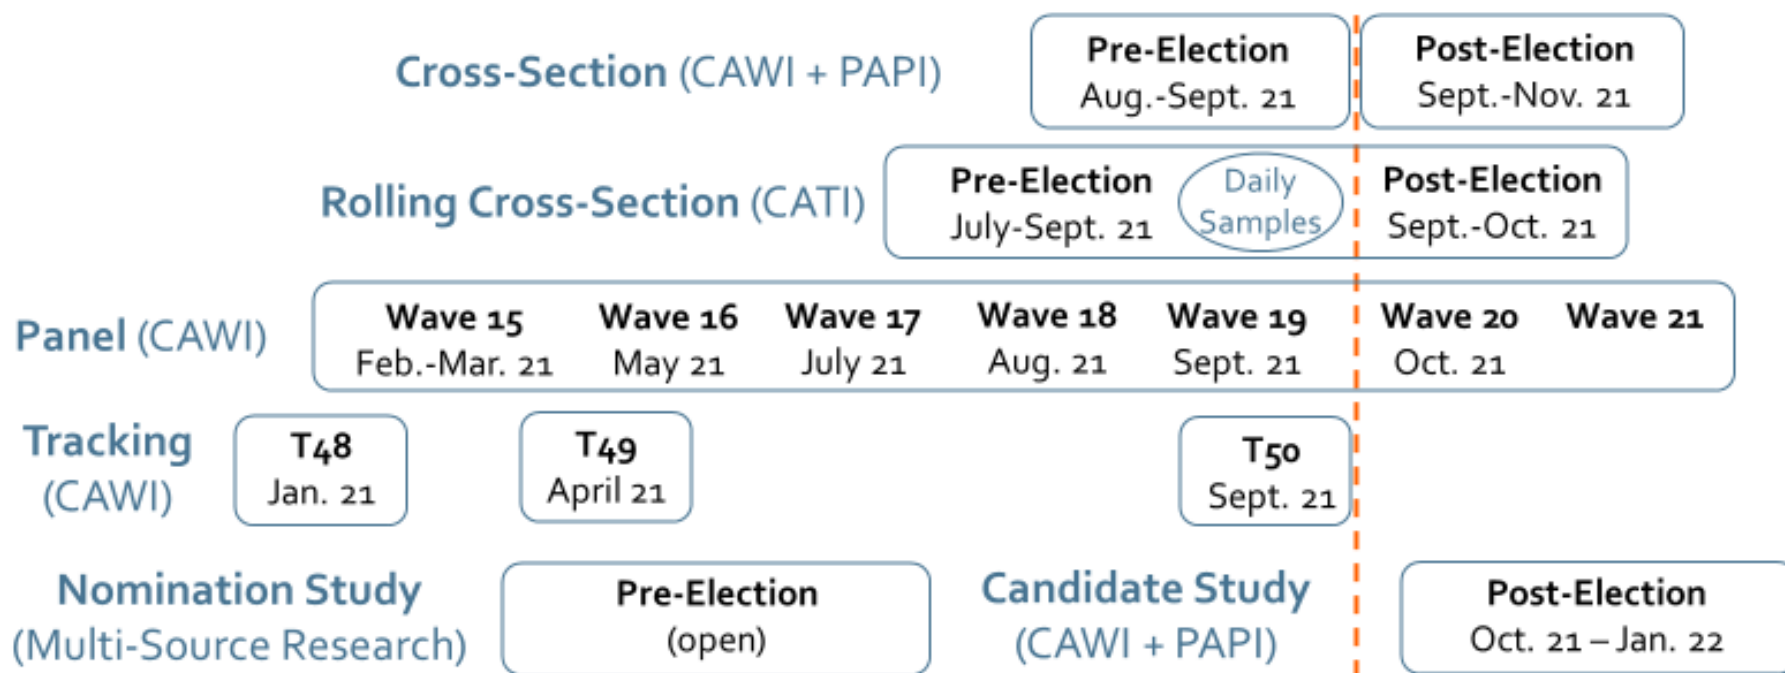 Cross-Section (CAWI + PAPI)
Pre-Election
Aug.-Sept. 21
Post-Election
Sept.-Nov. 21
Rolling Cross-Section (CATI)
Pre-Election
July-Sept. 21
Daily
Samples
Post-Election
Sept.-Oct. 21
Panel (CAWI)
Wave 15
Feb.-Mar. 21
Wave 16
May 21
Wave 17
July 21
Wave 18
Aug. 21
Wave 19
Sept. 21
Wave 20
Oct. 21
Wave 21
Tracking
(CAWI)
T48
Jan. 21
T49
April 21
T50
Sept. 21
Nomination Study
(Multi-Source Research)
Pre-Election
(open)
Candidate Study
(CAWI + PAPI)
Post-Election
Oct. 21 – Jan. 22